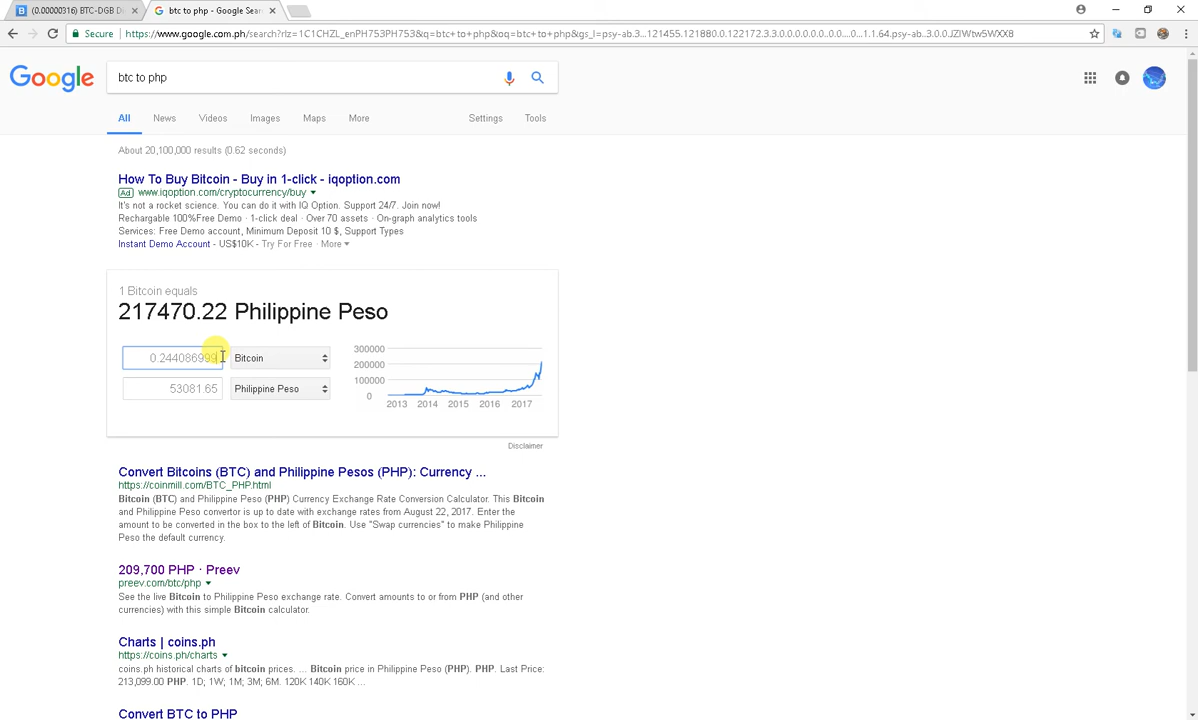 (0.00000316) BTC-DGB D
btc to php - Google Sear
Secure
https://www.google.com.ph/search?rlz=1C1CHZL_enPH753PH753&q=btc+to+php&oq=btc+to+php&gs_l=psy-ab.3...121455.121880.0.122172.3.3.0.0.0.0.0.0.0..0.0....0...1.1.64.psy-ab..3.0.0.0.JZIWtw5WXX8
Google
btc to php
All News Videos Images Maps More Settings Tools
About 20,100,000 results (0.62 seconds)
How To Buy Bitcoin - Buy in 1-click - iqoption.com
Ad www.iqoption.com/cryptocurrency/buy
It's not a rocket science. You can do it with IQ Option. Support 24/7. Join now!
Rechargable 100%Free Demo · 1-click deal · Over 70 assets · On-graph analytics tools
Services: Free Demo account, Minimum Deposit 10 $, Support Types
Instant Demo Account - US$10K - Try For Free · More
1 Bitcoin equals
217470.22 Philippine Peso
0.244086999 Bitcoin
53081.65 Philippine Peso
300000
200000
100000
0
2013 2014 2015 2016 2017
Disclaimer
Convert Bitcoins (BTC) and Philippine Pesos (PHP): Currency ...
https://coinmill.com/BTC_PHP.html
Bitcoin (BTC) and Philippine Peso (PHP) Currency Exchange Rate Conversion Calculator. This Bitcoin
and Philippine Peso convertor is up to date with exchange rates from August 22, 2017. Enter the
amount to be converted in the box to the left of Bitcoin. Use "Swap currencies" to make Philippine
Peso the default currency.
209,700 PHP · Preev
preev.com/btc/php
See the live Bitcoin to Philippine Peso exchange rate. Convert amounts to or from PHP (and other
currencies) with this simple Bitcoin calculator.
Charts | coins.ph
https://coins.ph/charts
coins.ph historical charts of bitcoin prices. ... Bitcoin price in Philippine Peso (PHP). PHP. Last Price:
213,099.00 PHP. 1D; 1W; 1M; 3M; 6M. 120K 140K 160K ...
Convert BTC to PHP